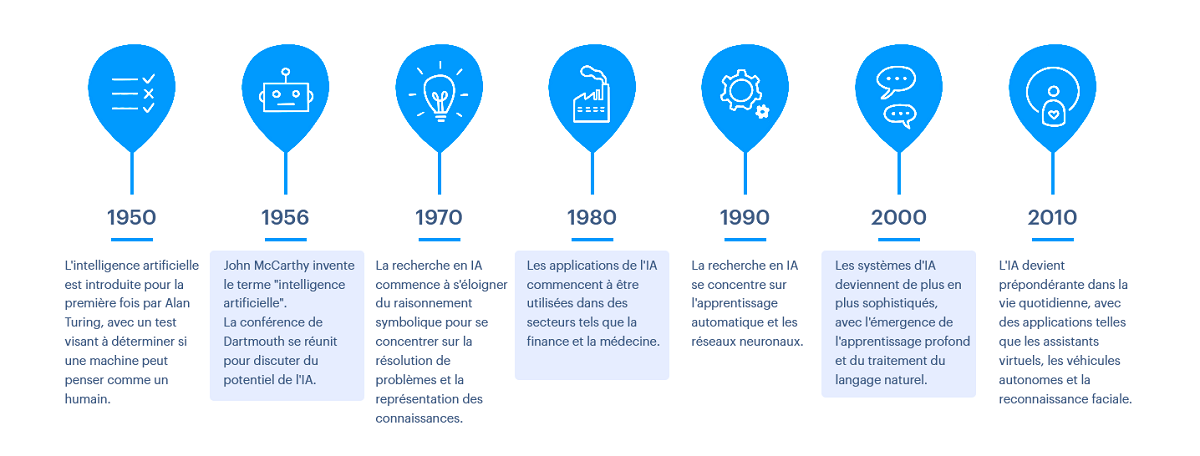 1950
L'intelligence artificielle
est introduite pour la
première fois par Alan
Turing, avec un test
visant à déterminer si
une machine peut
penser comme un
humain.
1956
John McCarthy invente
le terme "intelligence
artificielle".
La conférence de
Dartmouth se réunit
pour discuter du
potentiel de l'IA.
1970
La recherche en IA
commence à s'éloigner
du raisonnement
symbolique pour se
concentrer sur la
résolution de
problèmes et la
représentation des
connaissances.
1980
Les applications de l'IA
commencent à être
utilisées dans des
secteurs tels que la
finance et la médecine.
1990
La recherche en IA
se concentre sur
l'apprentissage
automatique et les
réseaux neuronaux.
2000
Les systèmes d'IA
deviennent de plus en
en plus sophistiqués,
avec l'émergence de
l'apprentissage profond
et du traitement du
langage naturel.
2010
L'IA devient
prépondérante dans la
vie quotidienne, avec
des applications telles
que les assistants
virtuels, les véhicules
autonomes et la
reconnaissance faciale.